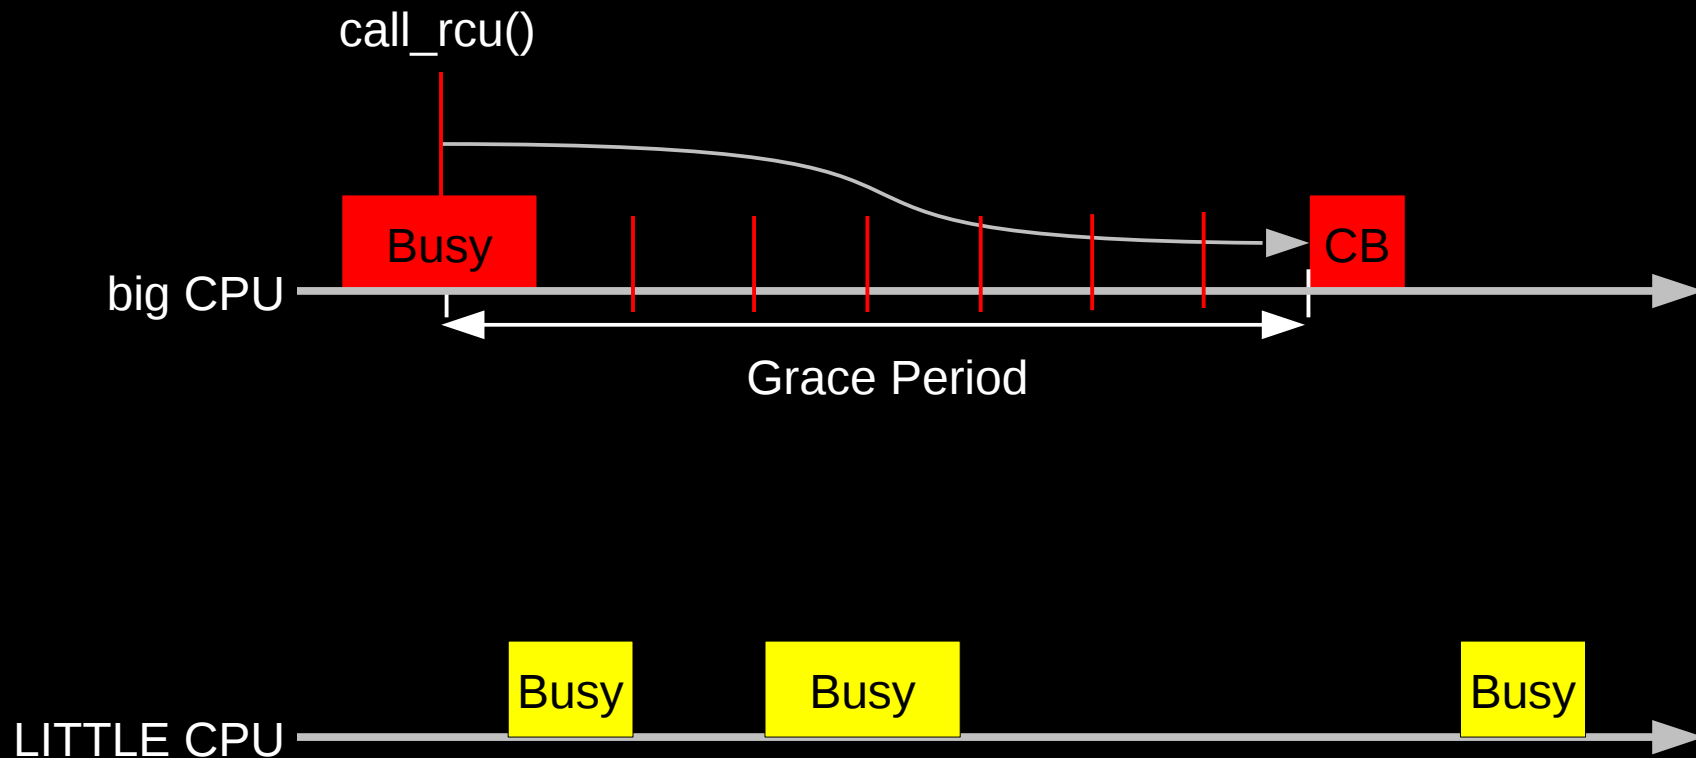 call_rcu()
Busy
CB
big CPU
Grace Period
Busy
Busy
Busy
LITTLE CPU